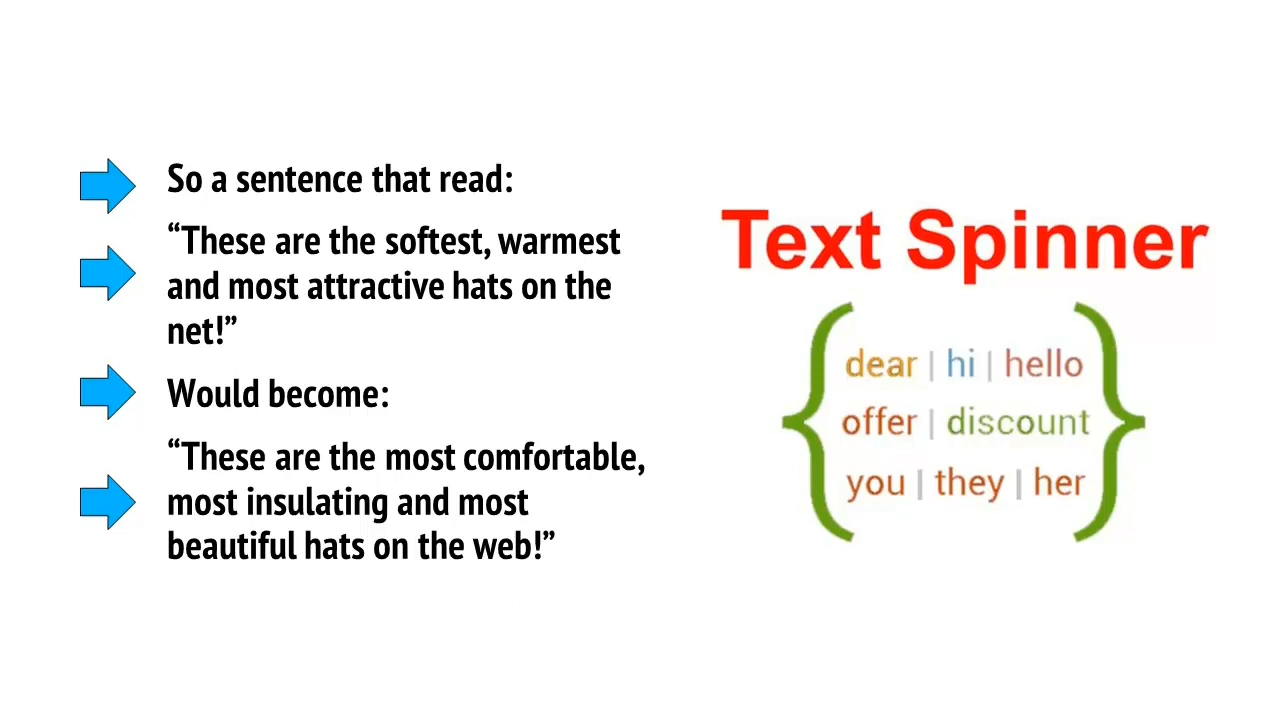 So a sentence that read:
“These are the softest, warmest
and most attractive hats on the
net!”
Would become:
“These are the most comfortable,
most insulating and most
beautiful hats on the web!”
Text Spinner
dear | hi | hello
offer | discount
you | they | her